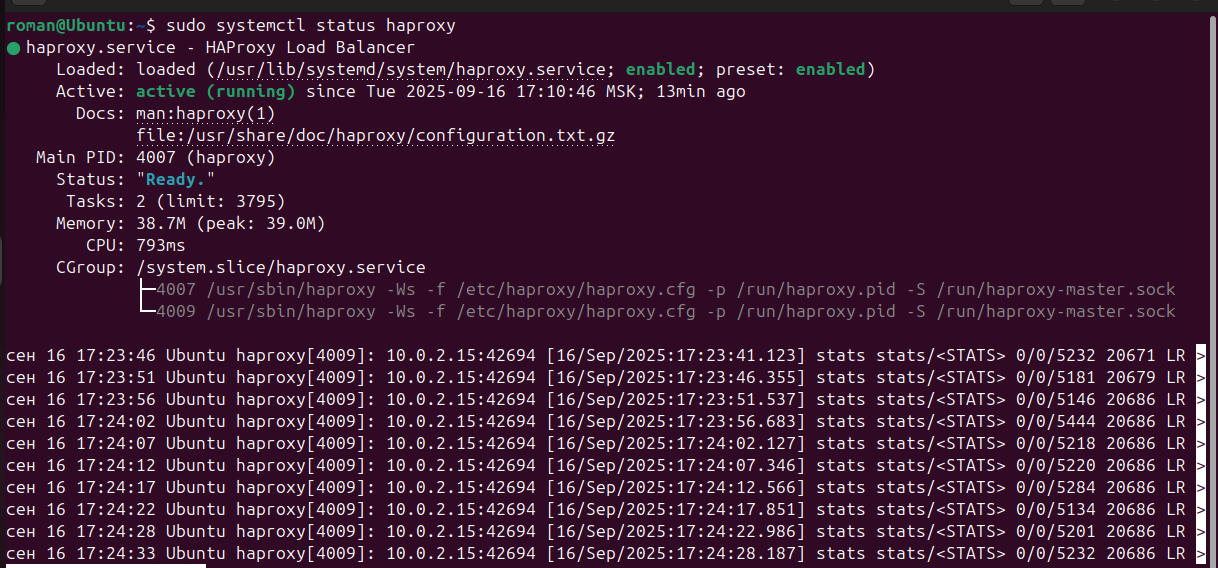 roman@Ubuntu:~$ sudo systemctl status haproxy
● haproxy.service - HAProxy Load Balancer
     Loaded: loaded (/usr/lib/systemd/system/haproxy.service; enabled; preset: enabled)
     Active: active (running) since Tue 2025-09-16 17:10:46 MSK; 13min ago
       Docs: man:haproxy(1)
             file:/usr/share/doc/haproxy/configuration.txt.gz
   Main PID: 4007 (haproxy)
     Status: "Ready."
      Tasks: 2 (limit: 3795)
     Memory: 38.7M (peak: 39.0M)
        CPU: 793ms
     CGroup: /system.slice/haproxy.service
             ├─4007 /usr/sbin/haproxy -Ws -f /etc/haproxy/haproxy.cfg -p /run/haproxy.pid -S /run/haproxy-master.sock
             └─4009 /usr/sbin/haproxy -Ws -f /etc/haproxy/haproxy.cfg -p /run/haproxy.pid -S /run/haproxy-master.sock

сен 16 17:23:46 Ubuntu haproxy[4009]: 10.0.2.15:42694 [16/Sep/2025:17:23:41.123] stats stats/<STATS> 0/0/5232 20671 LR >
сен 16 17:23:51 Ubuntu haproxy[4009]: 10.0.2.15:42694 [16/Sep/2025:17:23:46.355] stats stats/<STATS> 0/0/5181 20679 LR >
сен 16 17:23:56 Ubuntu haproxy[4009]: 10.0.2.15:42694 [16/Sep/2025:17:23:51.537] stats stats/<STATS> 0/0/5146 20686 LR >
сен 16 17:24:02 Ubuntu haproxy[4009]: 10.0.2.15:42694 [16/Sep/2025:17:23:56.683] stats stats/<STATS> 0/0/5444 20686 LR >
сен 16 17:24:07 Ubuntu haproxy[4009]: 10.0.2.15:42694 [16/Sep/2025:17:24:02.127] stats stats/<STATS> 0/0/5218 20686 LR >
сен 16 17:24:12 Ubuntu haproxy[4009]: 10.0.2.15:42694 [16/Sep/2025:17:24:07.346] stats stats/<STATS> 0/0/5220 20686 LR >
сен 16 17:24:17 Ubuntu haproxy[4009]: 10.0.2.15:42694 [16/Sep/2025:17:24:12.566] stats stats/<STATS> 0/0/5284 20686 LR >
сен 16 17:24:22 Ubuntu haproxy[4009]: 10.0.2.15:42694 [16/Sep/2025:17:24:17.851] stats stats/<STATS> 0/0/5134 20686 LR >
сен 16 17:24:28 Ubuntu haproxy[4009]: 10.0.2.15:42694 [16/Sep/2025:17:24:22.986] stats stats/<STATS> 0/0/5201 20686 LR >
сен 16 17:24:33 Ubuntu haproxy[4009]: 10.0.2.15:42694 [16/Sep/2025:17:24:28.187] stats stats/<STATS> 0/0/5232 20686 LR >